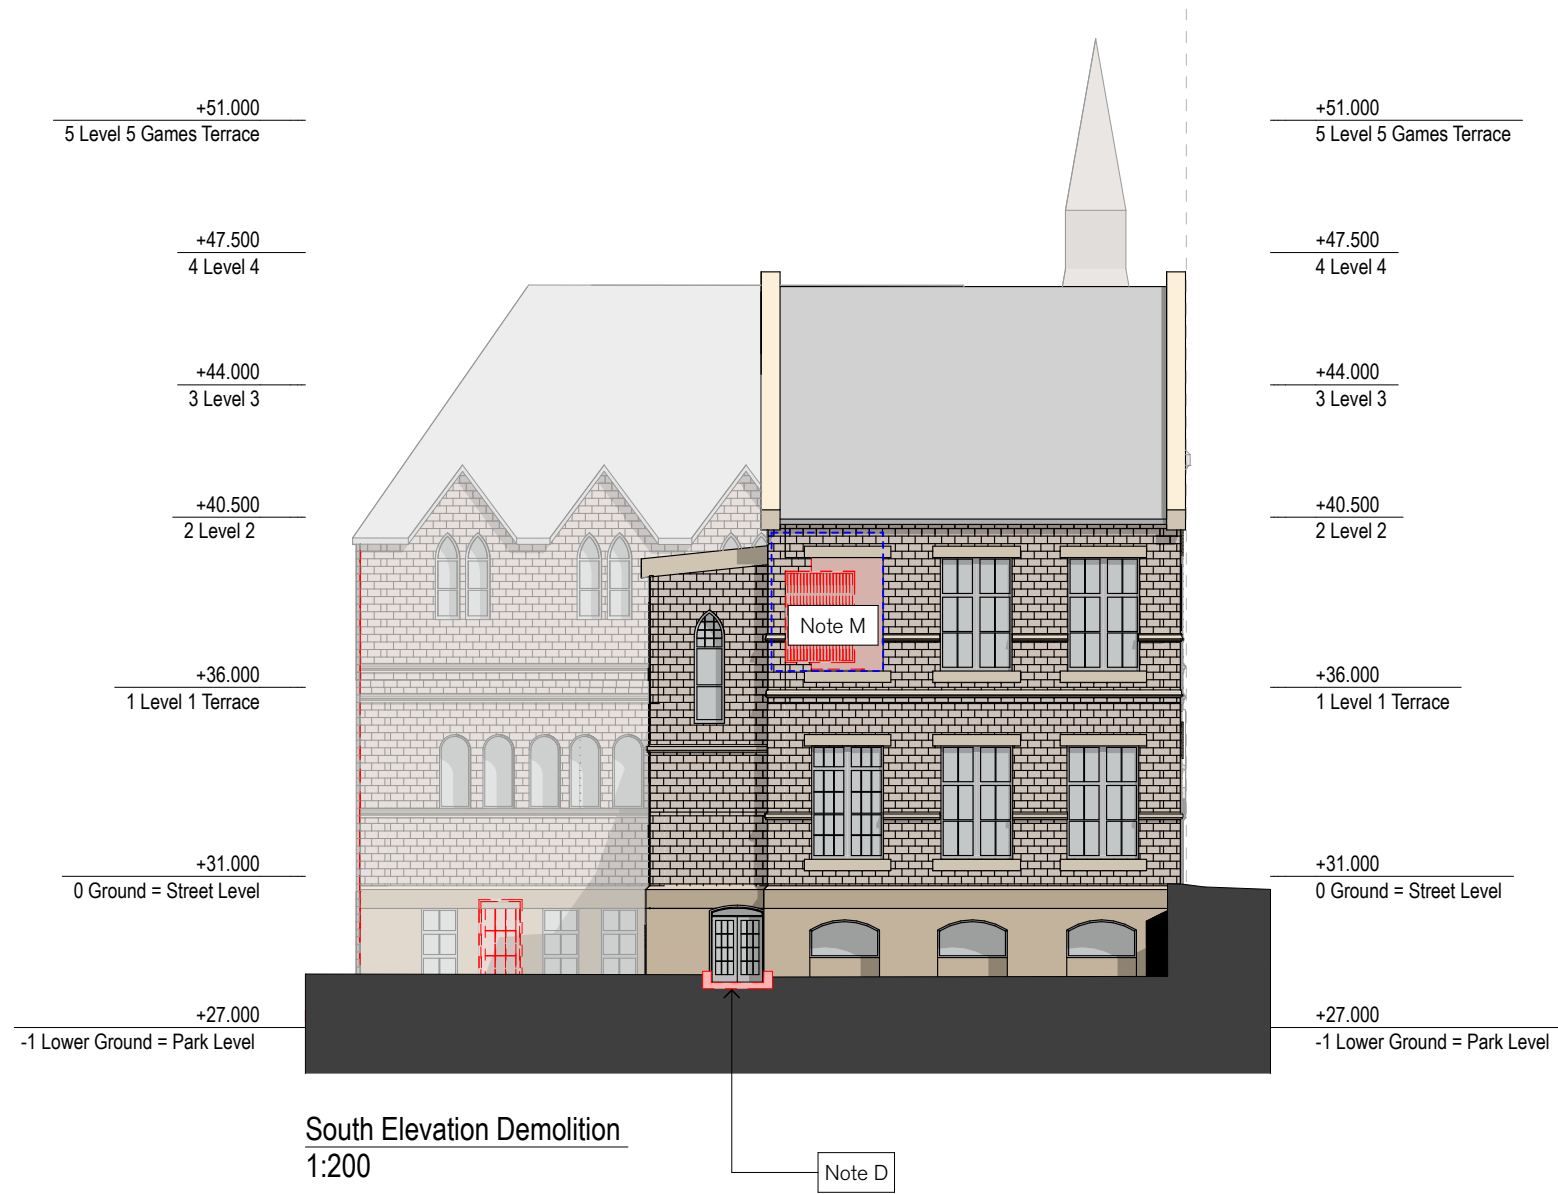 +51.000
5 Level 5 Games Terrace
+47.500
4 Level 4
+44.000
3 Level 3
+40.500
2 Level 2
+36.000
1 Level 1 Terrace
+31.000
0 Ground = Street Level
+27.000
-1 Lower Ground = Park Level
Note M
+51.000
5 Level 5 Games Terrace
+47.500
4 Level 4
+44.000
3 Level 3
+40.500
2 Level 2
+36.000
1 Level 1 Terrace
+31.000
0 Ground = Street Level
+27.000
-1 Lower Ground = Park Level
South Elevation Demolition
1:200
Note D